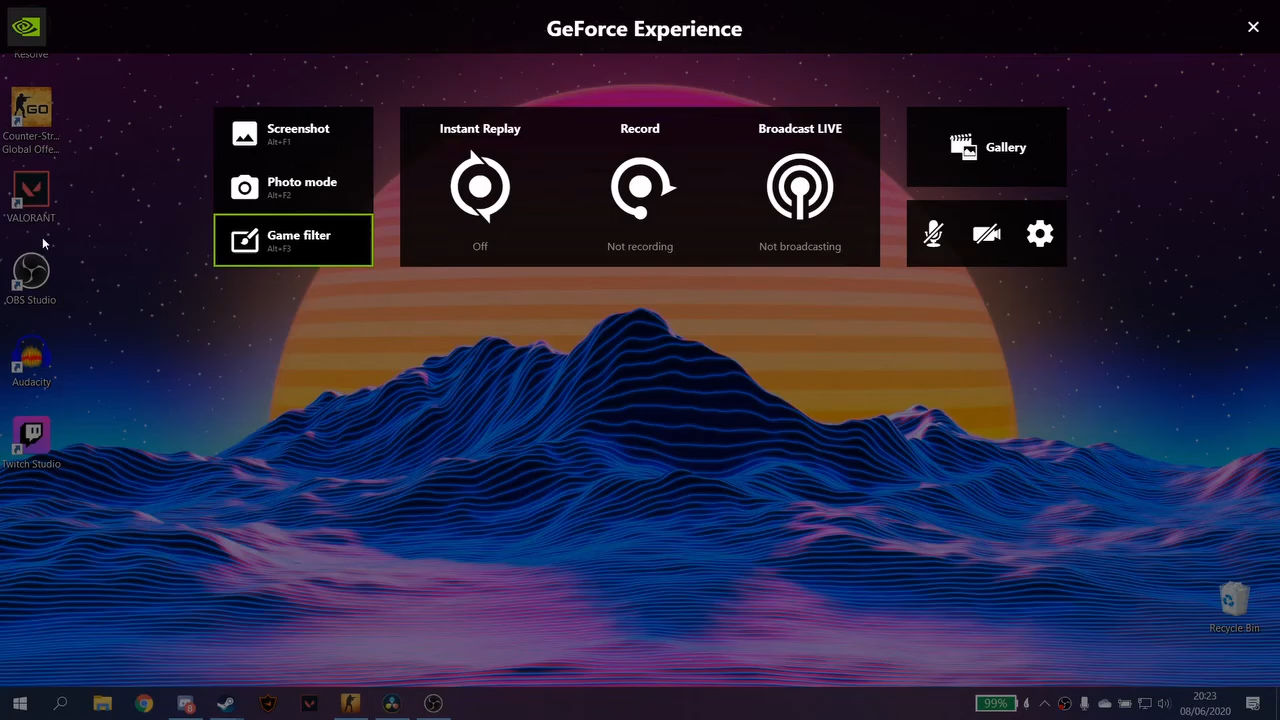 GeForce Experience
Resolve
GO
Counter-Str...
Global Offe...
VALORANT
OBS Studio
Audacity
Twitch Studio
Screenshot
Alt+F1
Photo mode
Alt+F2
Game filter
Alt+F3
Instant Replay
Off
Record
Not recording
Broadcast LIVE
Not broadcasting
Gallery
Recycle Bin
8
99%
20:23
08/06/2020